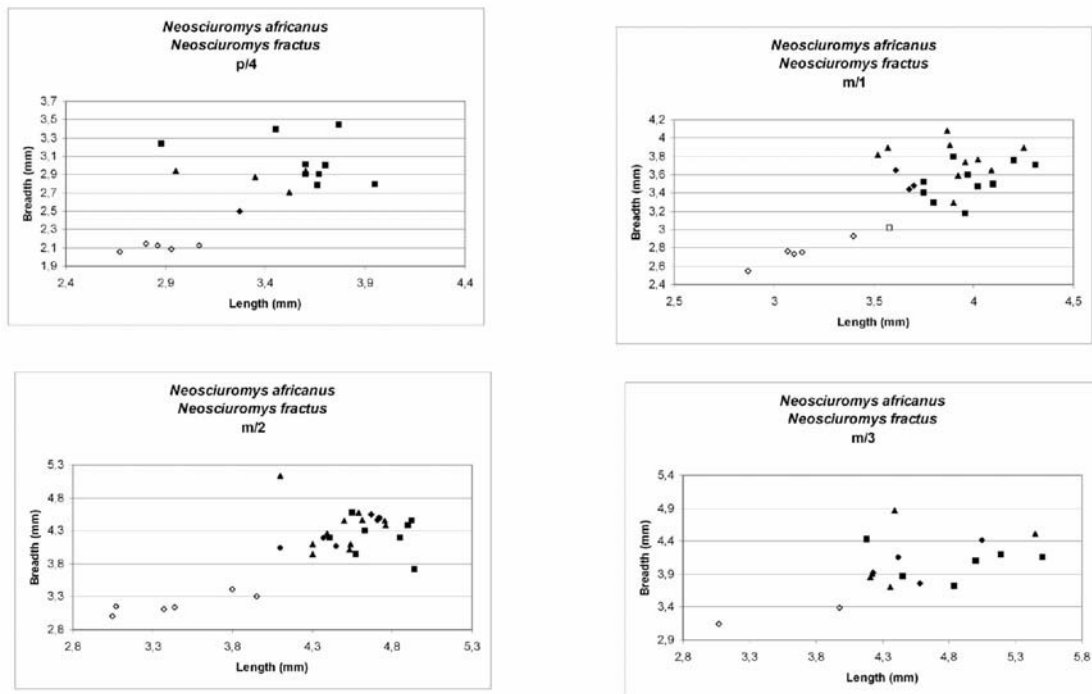 Neosciuromys africanus
Neosciuromys fractus
p/4
3,7
3,5
3,3
3,1
2,9
2,7
2,5
2,3
2,1
1,9
Breadth (mm)
2,4 2,9 3,4 3,9 4,4
Length (mm)
Neosciuromys africanus
Neosciuromys fractus
m/1
4,2
4
3,8
3,6
3,4
3,2
3
2,8
2,6
2,4
Breadth (mm)
2,5 3 3,5 4 4,5
Length (mm)
Neosciuromys africanus
Neosciuromys fractus
m/2
5,3
4,8
4,3
3,8
3,3
2,8
Breadth (mm)
2,8 3,3 3,8 4,3 4,8 5,3
Length (mm)
Neosciuromys africanus
Neosciuromys fractus
m/3
5,4
4,9
4,4
3,9
3,4
2,9
Breadth (mm)
2,8 3,3 3,8 4,3 4,8 5,3 5,8
Length (mm)